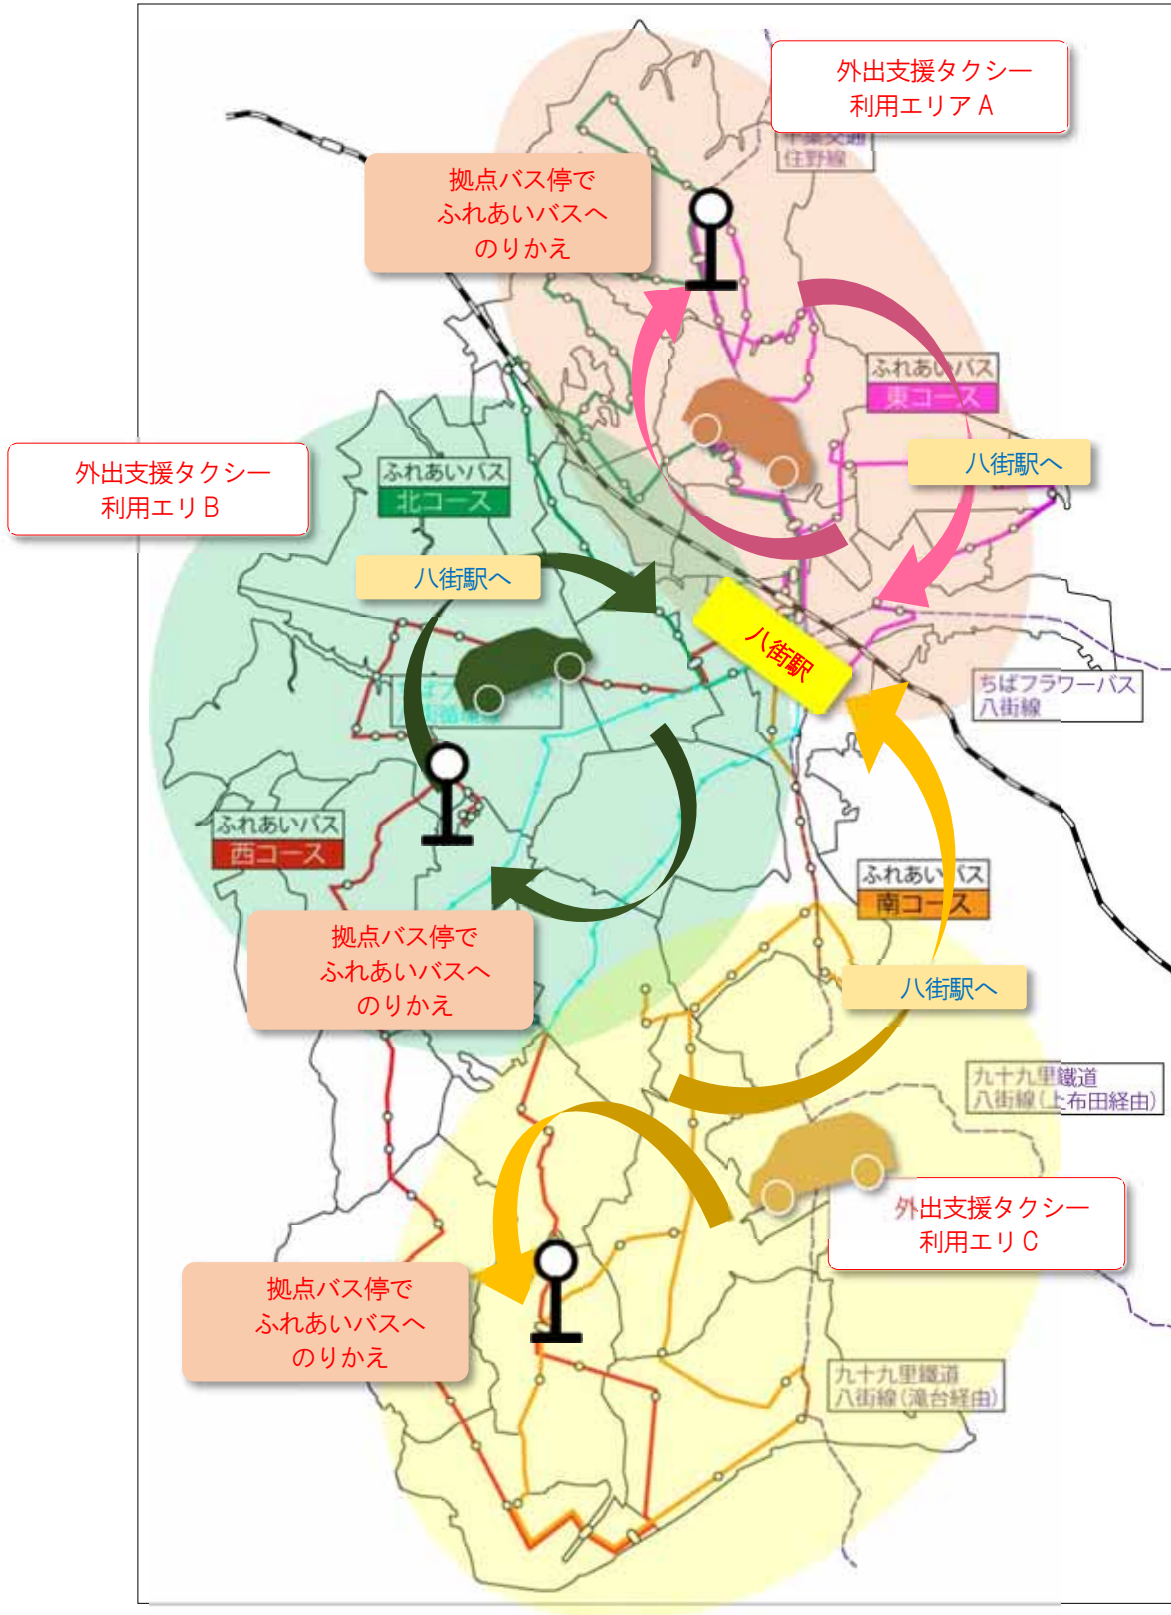 外出支援タクシー
利用エリアA
千葉交通
住野線
拠点バス停で
ふれあいバスへ
のりかえ
ふれあいバス
東コース
八街駅へ
外出支援タクシー
利用エリB
ふれあいバス
北コース
八街駅へ
八街駅
ちばフラワーバス
八街線
ふれあいバス
西コース
ふれあいバス
南コース
拠点バス停で
ふれあいバスへ
のりかえ
八街駅へ
九十九里鐵道
八街線(上布田経由)
外出支援タクシー
利用エリC
拠点バス停で
ふれあいバスへ
のりかえ
九十九里鐵道
八街線(滝台経由)